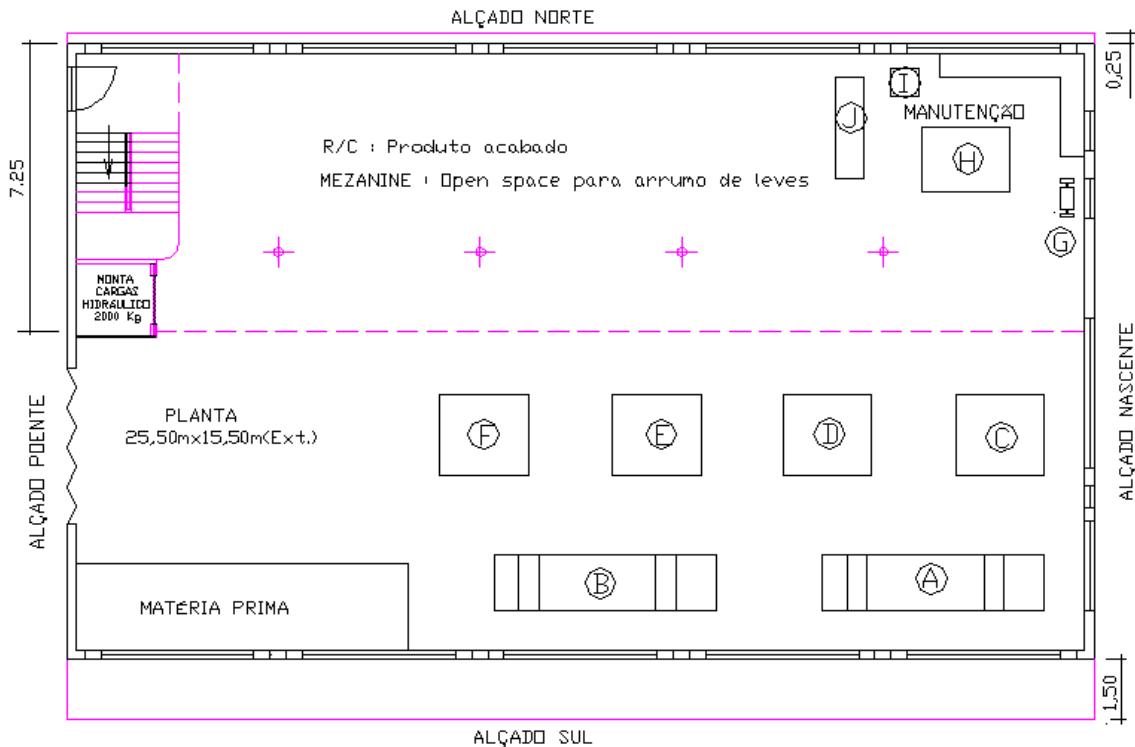 ALÇADO NORTE
0,25
I
J
MANUTENÇÃO
R/C : Produto acabado
H
MEZANINE : Open space para arrumo de leves
7.25
G
MONTA
CARGAS
HIDRÁULICO
2000 Kg
ALÇADO POENTE
ALÇADO NASCENTE
PLANTA
25,50mx15,50m(Ext.)
F
E
D
C
B
A
MATÉRIA PRIMA
1,50
ALÇADO SUL